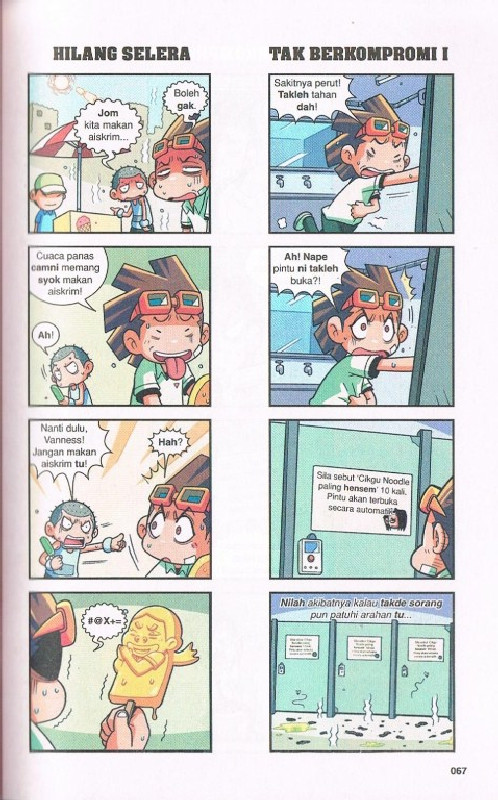 HILANG SELERA
Jom
kita makan
aiskrim....
Boleh
gak.
Cuaca panas
camni memang
syok makan
aiskrim!
Ah!
Nanti dulu,
Vanness!
Jangan makan
aiskrim tu!
Hah?
#@X+=
TAK BERKOMPROMI !
Sakitnya perut!
Takleh tahan
dah!
Ah! Nape
pintu ni takleh
buka?!
Sila sebut 'Cikgu Noodle
paling hensem' 10 kali.
Pintu akan terbuka
secara automatik
Nilah akibatnya kalau takde sorang
pun patuhi arahan tu...
067